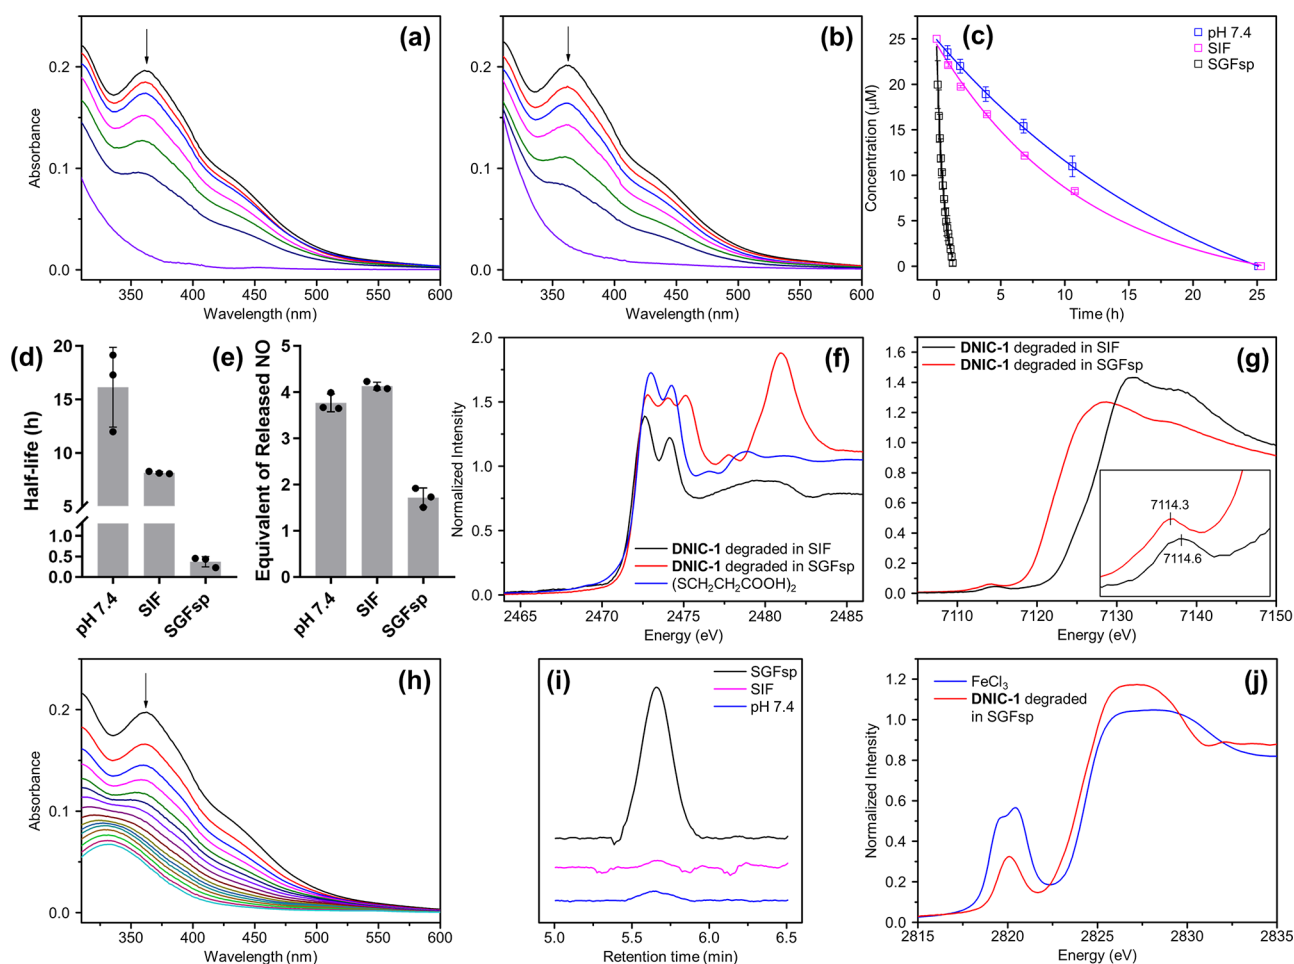 (a)
0.2
0.1
0.0
Absorbance
350
400
450
500
550
600
Wavelength (nm)
(b)
0.2
0.1
0.0
350
400
450
500
550
600
Wavelength (nm)
(c)
pH 7.4
SIF
SGFsp
25
20
15
10
5
0
Concentration (µM)
0
5
10
15
20
25
Time (h)
(d)
20
15
10
5
1.0
0.5
0.0
Half-life (h)
pH 7.4
SIF
SGFsp
(e)
5
4
3
2
1
0
Equivalent of Released NO
pH 7.4
SIF
SGFsp
(f)
2.0
1.5
1.0
0.5
0.0
Normalized Intensity
DNIC-1 degraded in SIF
DNIC-1 degraded in SGFsp
(SCH₂CH₂COOH)₂
2465
2470
2475
2480
2485
Energy (eV)
DNIC-1 degraded in SIF
DNIC-1 degraded in SGFsp
(g)
1.6
1.4
1.2
1.0
0.8
0.6
0.4
0.2
0.0
7114.3
7114.6
7110
7120
7130
7140
7150
Energy (eV)
(h)
0.2
0.1
0.0
Absorbance
350
400
450
500
550
600
Wavelength (nm)
(i)
SGFsp
SIF
pH 7.4
5.0
5.5
6.0
6.5
Retention time (min)
FeCl₃
DNIC-1 degraded
in SGFsp
(j)
1.2
1.0
0.8
0.6
0.4
0.2
0.0
Normalized Intensity
2815
2820
2825
2830
2835
Energy (eV)